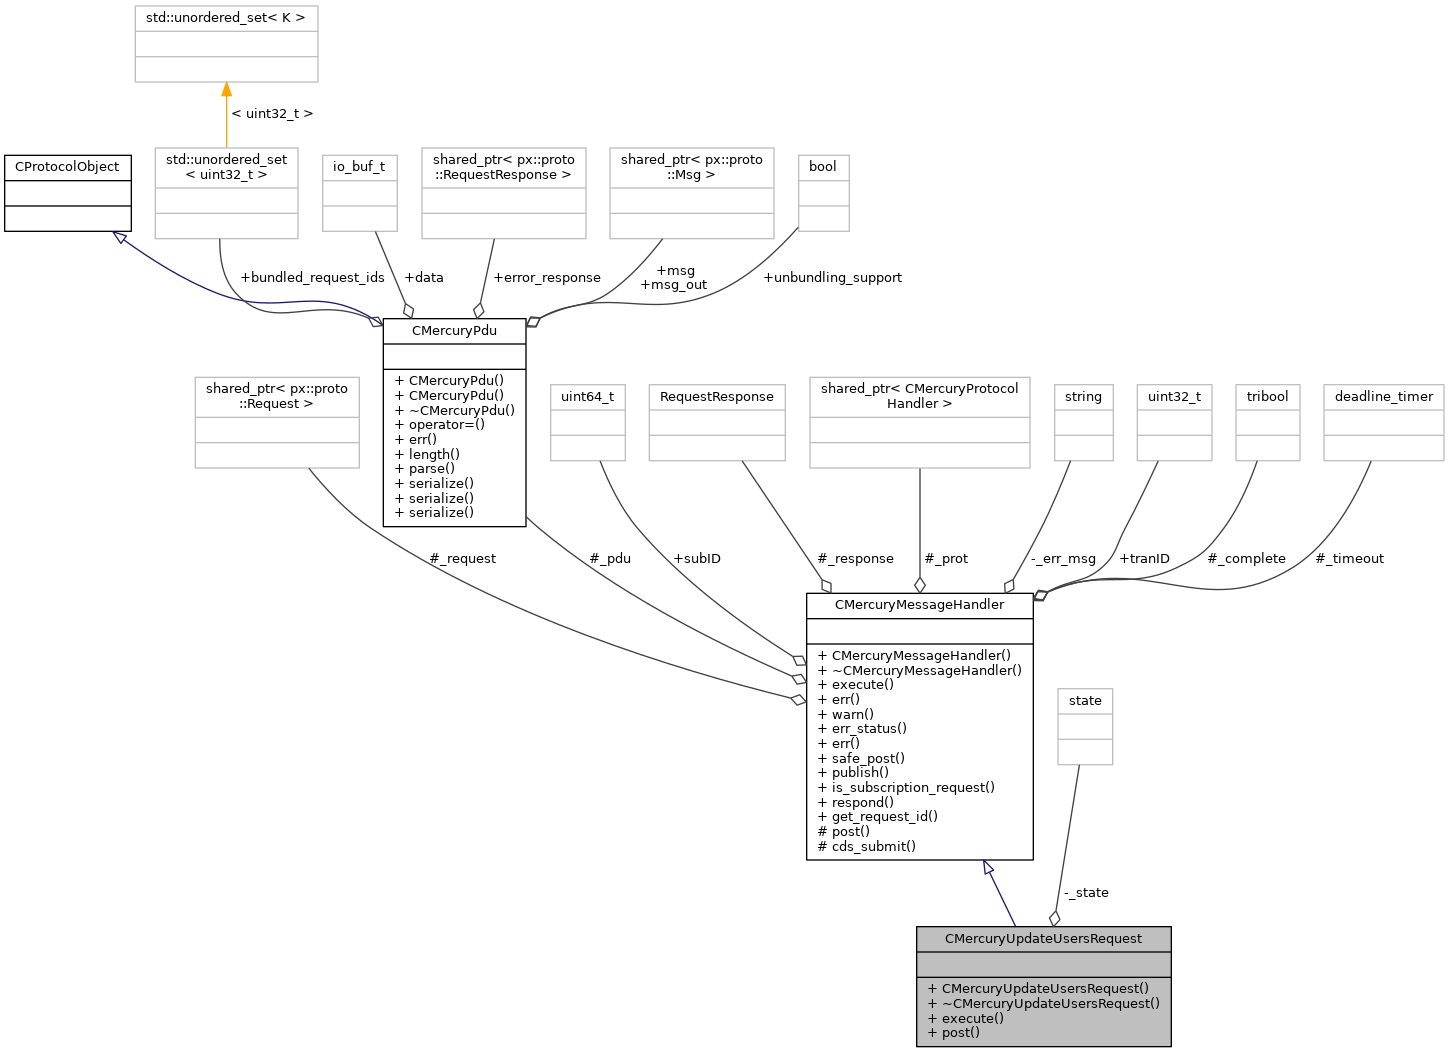 std::unordered_set< K >
< uint32_t >
CProtocolObject
std::unordered_set
< uint32_t >
io_buf_t
shared_ptr< px::proto
::RequestResponse >
shared_ptr< px::proto
::Msg >
bool
+bundled_request_ids
+data
+error_response
+msg
+msg_out
+unbundling_support
CMercuryPdu
+ CMercuryPdu()
+ CMercuryPdu()
+ ~CMercuryPdu()
+ operator=()
+ err()
+ length()
+ parse()
+ serialize()
+ serialize()
+ serialize()
shared_ptr< px::proto
::Request >
uint64_t
RequestResponse
shared_ptr< CMercuryProtocol
Handler >
string
uint32_t
tribool
deadline_timer
#_request
#_pdu
+subID
#_response
#_prot
-_err_msg
+tranID
#_complete
#_timeout
CMercuryMessageHandler
+ CMercuryMessageHandler()
+ ~CMercuryMessageHandler()
+ execute()
+ err()
+ warn()
+ err_status()
+ err()
+ safe_post()
+ publish()
+ is_subscription_request()
+ respond()
+ get_request_id()
# post()
# cds_submit()
state
-_state
CMercuryUpdateUsersRequest
+ CMercuryUpdateUsersRequest()
+ ~CMercuryUpdateUsersRequest()
+ execute()
+ post()